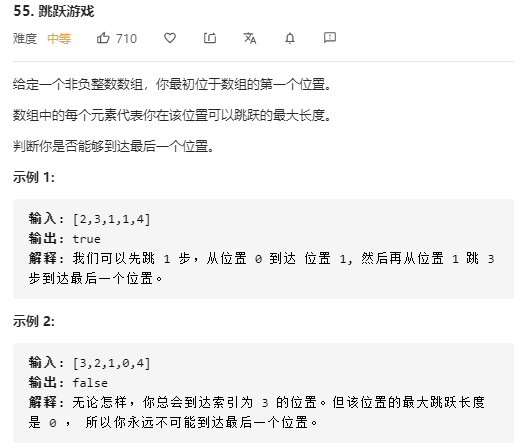 55. 跳跃游戏
难度 中等 710
给定一个非负整数数组，你最初位于数组的第一个位置。
数组中的每个元素代表你在该位置可以跳跃的最大长度。
判断你是否能够到达最后一个位置。
示例 1:
输入: [2,3,1,1,4]
输出: true
解释: 我们可以先跳 1 步，从位置 0 到达 位置 1, 然后再从位置 1 跳 3
步到达最后一个位置。
示例 2:
输入: [3,2,1,0,4]
输出: false
解释: 无论怎样，你总会到达索引为 3 的位置。但该位置的最大跳跃长度
是 0 ， 所以你永远不可能到达最后一个位置。